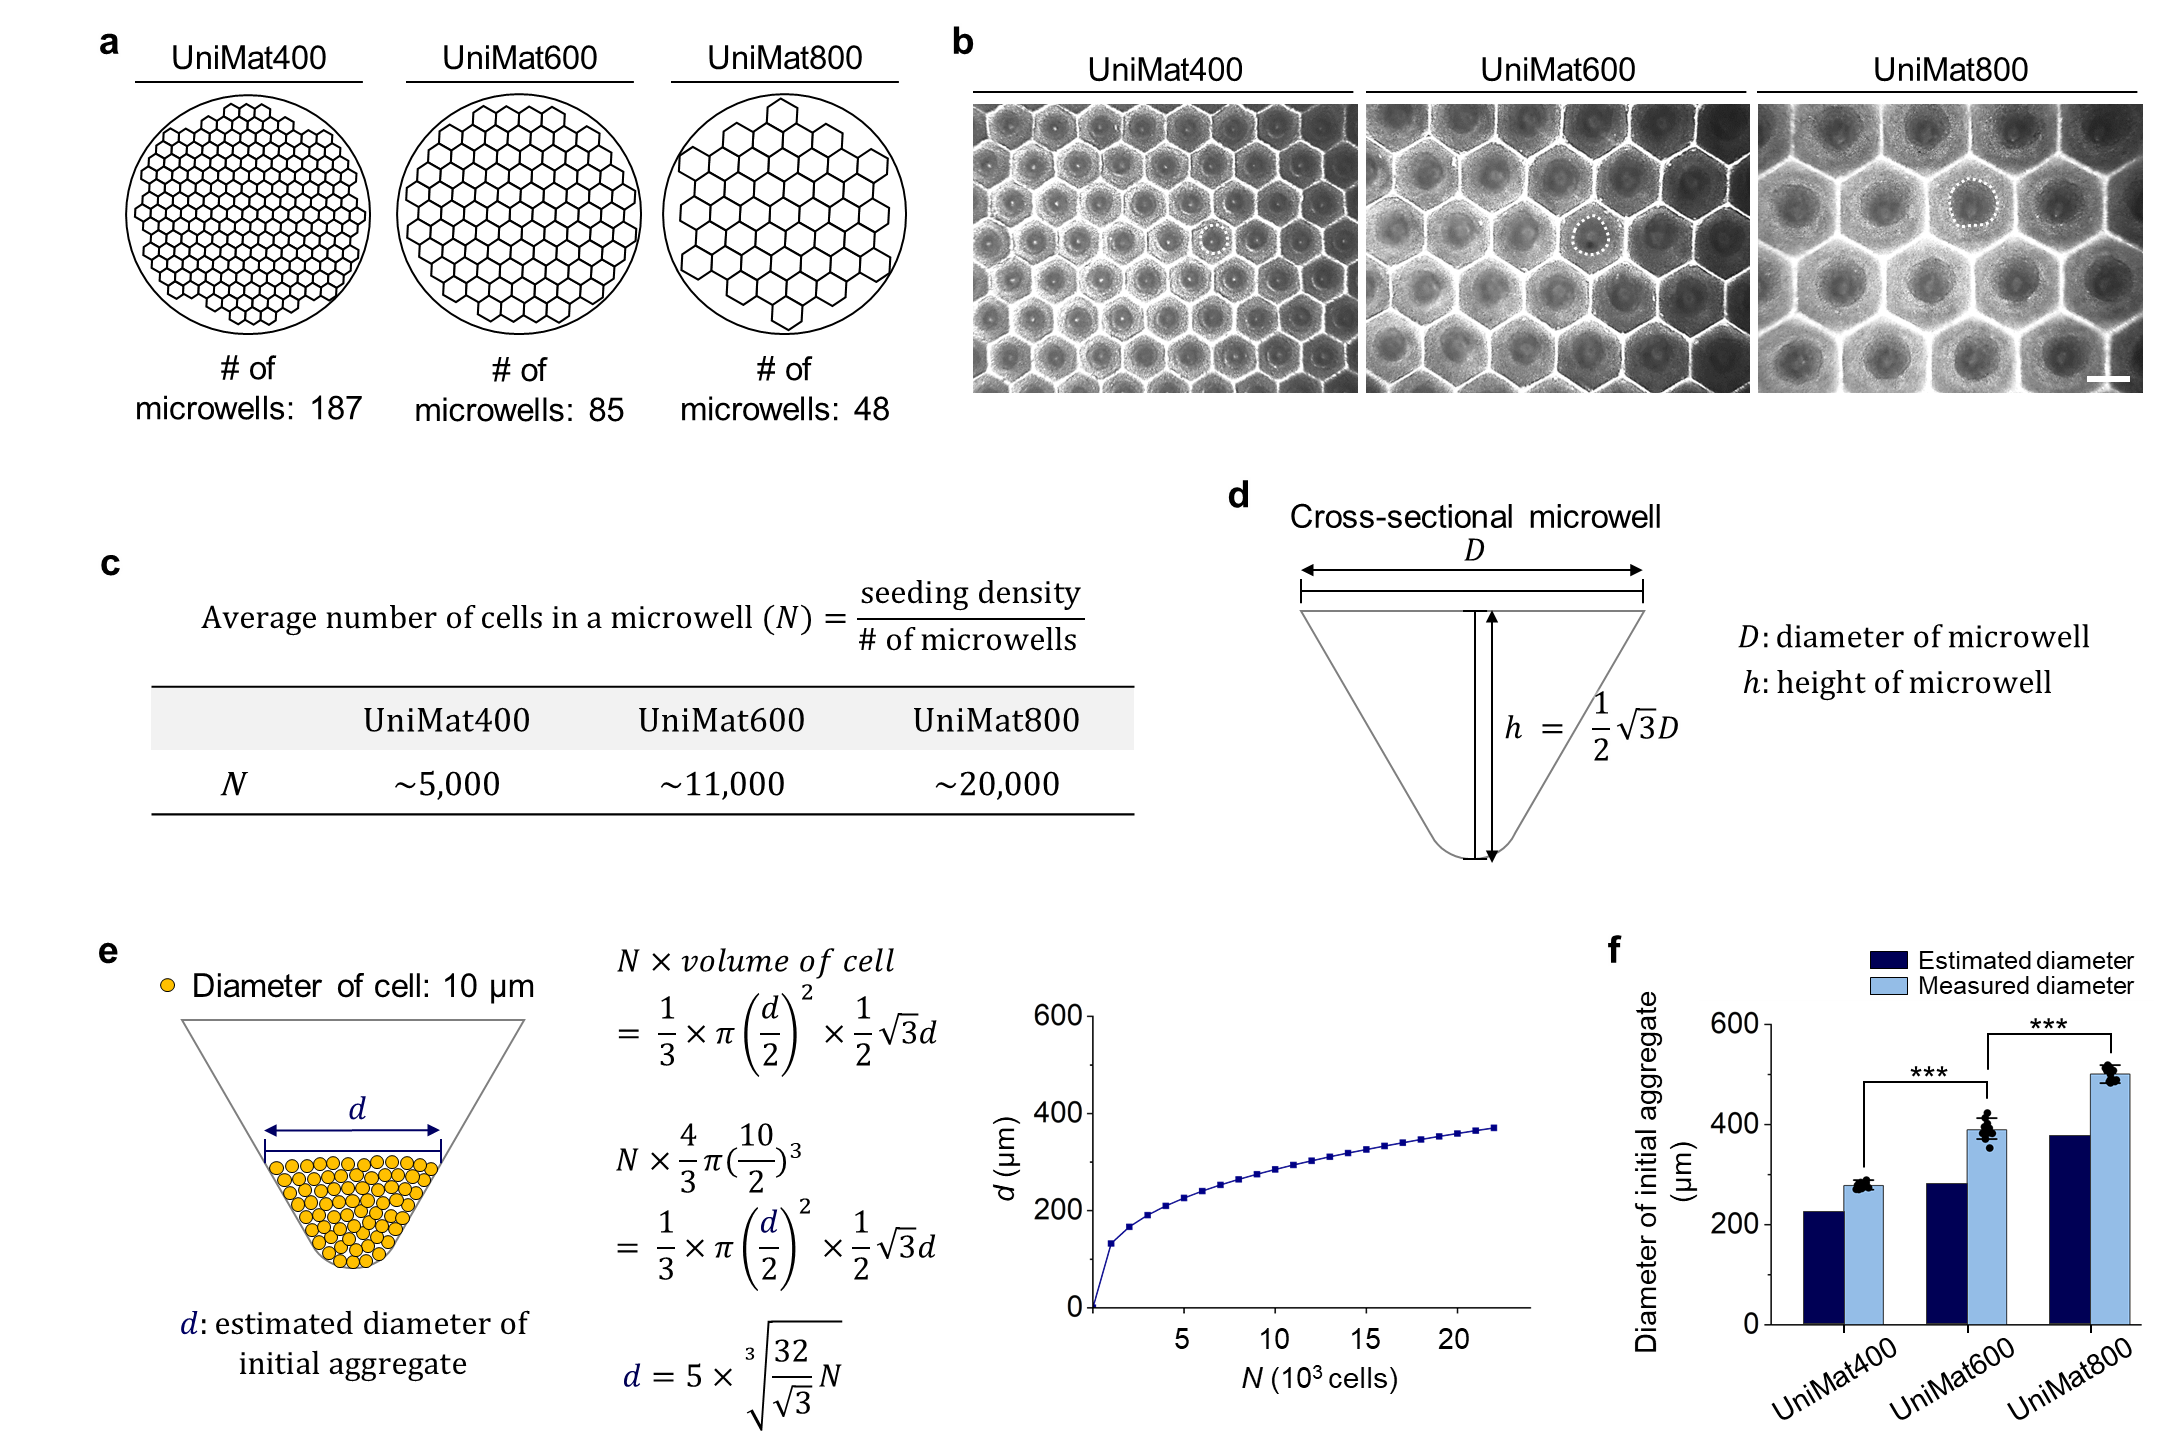 a
UniMat400
UniMat600
UniMat800
# of
microwells: 187
# of
microwells: 85
# of
microwells: 48
b
UniMat400
UniMat600
UniMat800
c
Average number of cells in a microwell (N) = seeding density / # of microwells
UniMat400 UniMat600 UniMat800
N ~5,000 ~11,000 ~20,000
d
Cross-sectional microwell
D
h = 1/2 √3D
D: diameter of microwell
h: height of microwell
e
Diameter of cell: 10 µm
d
d: estimated diameter of
initial aggregate
N × volume of cell
= 1/3 × π (d/2)² × 1/2 √3d
N × 4/3 π(10/2)³
= 1/3 × π (d/2)² × 1/2 √3d
d = 5 × ³√(32/√3 N)
600
400
200
0
d (µm)
5 10 15 20
N (10³ cells)
f
Estimated diameter
Measured diameter
Diameter of initial aggregate
(µm)
600
400
200
0
***
***
UniMat400
UniMat600
UniMat800